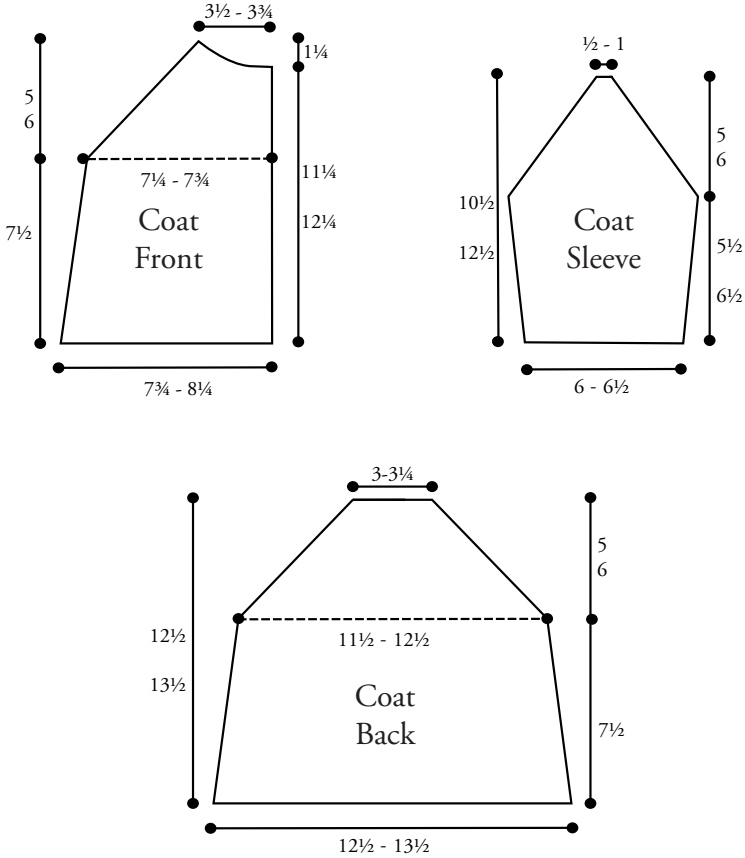 3½ - 3¾
1¼
5
6
7¼ - 7¾
11¼
Coat
Front
7½
12¼
7¾ - 8¼
½ - 1
5
6
10½
Coat
Sleeve
12½
5½
6½
6 - 6½
3-3¼
5
6
11½ - 12½
12½
Coat
Back
13½
7½
12½ - 13½